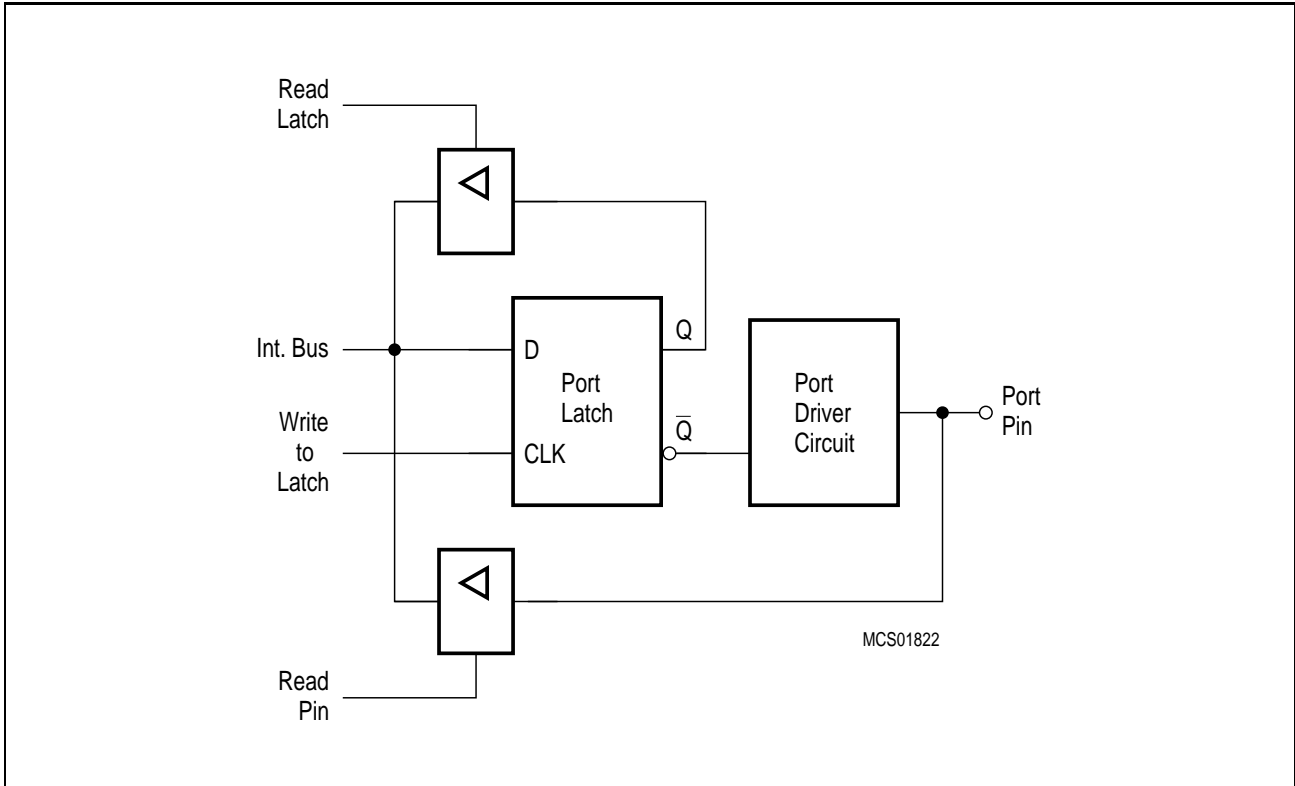 Read
Latch
Int. Bus
Write
to
Latch
Read
Pin
D
CLK
Port
Latch
Q
Q̅
Port
Driver
Circuit
Port
Pin
MCS01822